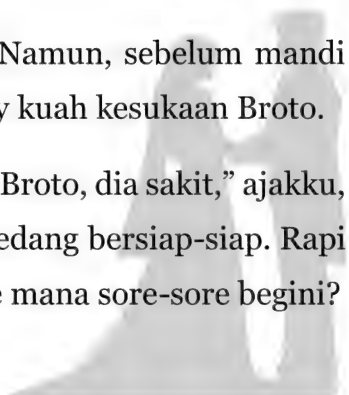 Namun, sebelum mandi
kuah kesukaan Broto.
Broto, dia sakit,” ajakku,
edang bersiap-siap. Rapi
mana sore-sore begini?